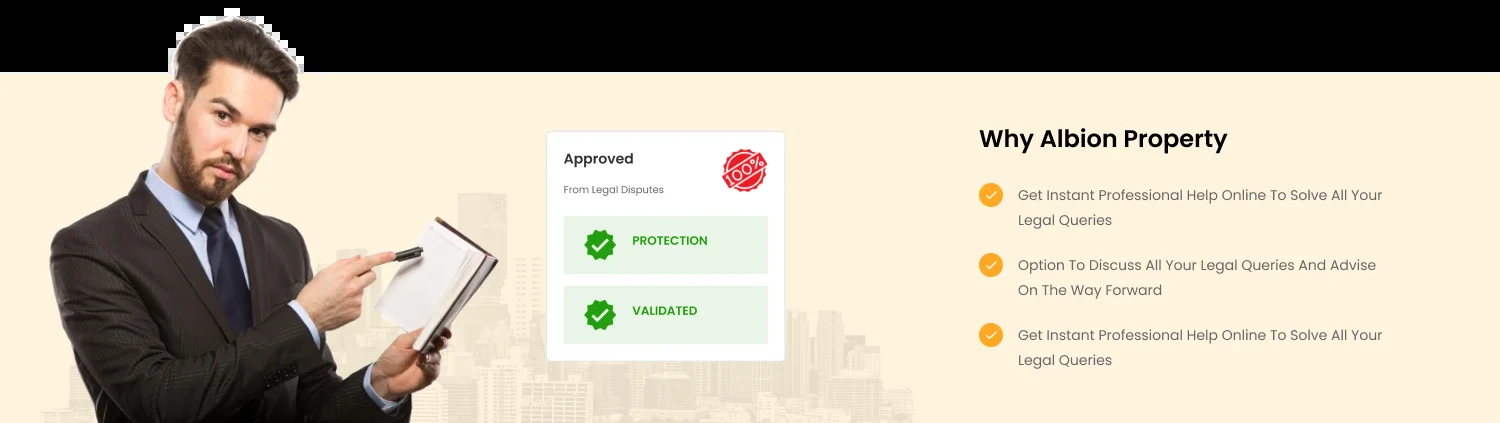 Approved
100%
From Legal Disputes
PROTECTION
VALIDATED
Why Albion Property
Get Instant Professional Help Online To Solve All Your
Legal Queries
Option To Discuss All Your Legal Queries And Advise
On The Way Forward
Get Instant Professional Help Online To Solve All Your
Legal Queries